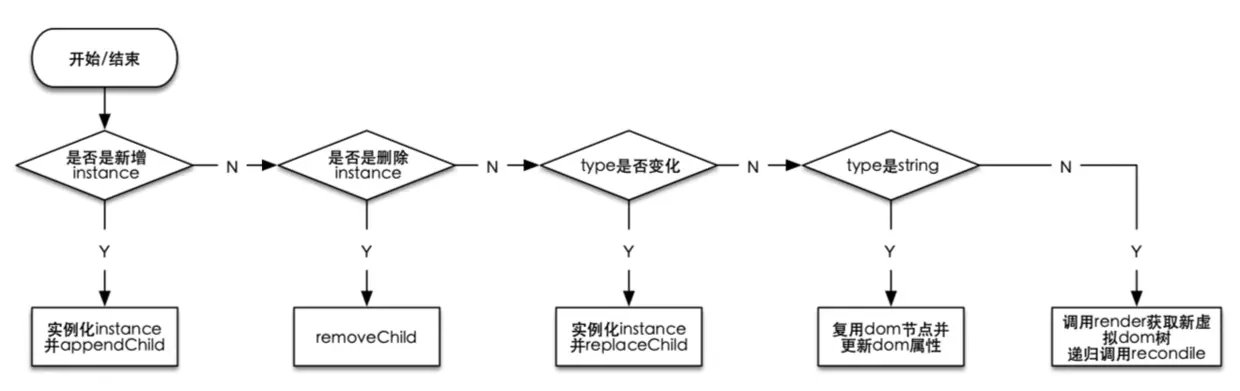 开始/结束
是否是新增
instance
N
是否是删除
instance
N
type是否变化
N
type是string
N
Y
Y
Y
Y
Y
实例化instance
并appendChild
removeChild
实例化instance
并replaceChild
复用dom节点并
更新dom属性
调用render获取新虚
拟dom树
递归调用recondile